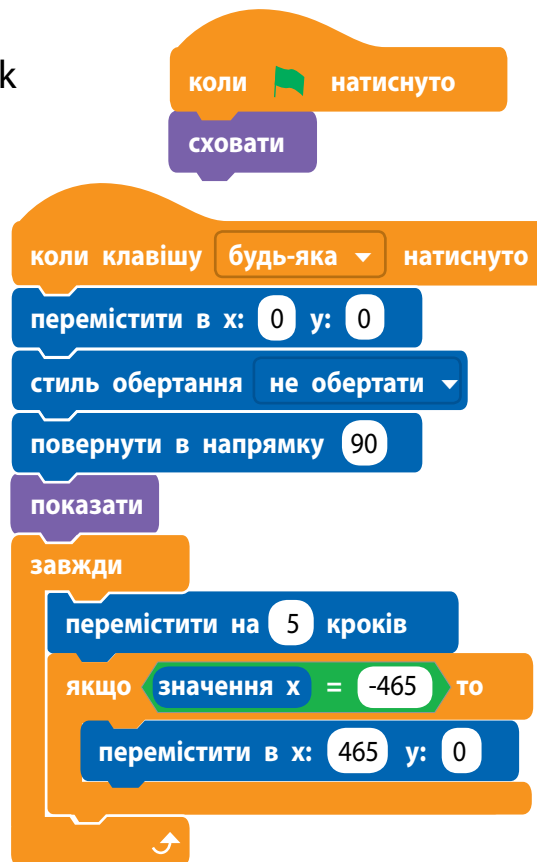 k
коли натиснуто
сховати
коли клавішу будь-яка натиснуто
перемістити в x: 0 y: 0
стиль обертання не обертати
повернути в напрямку 90
показати
завжди
перемістити на 5 кроків
якщо значення x = -465 то
перемістити в x: 465 y: 0